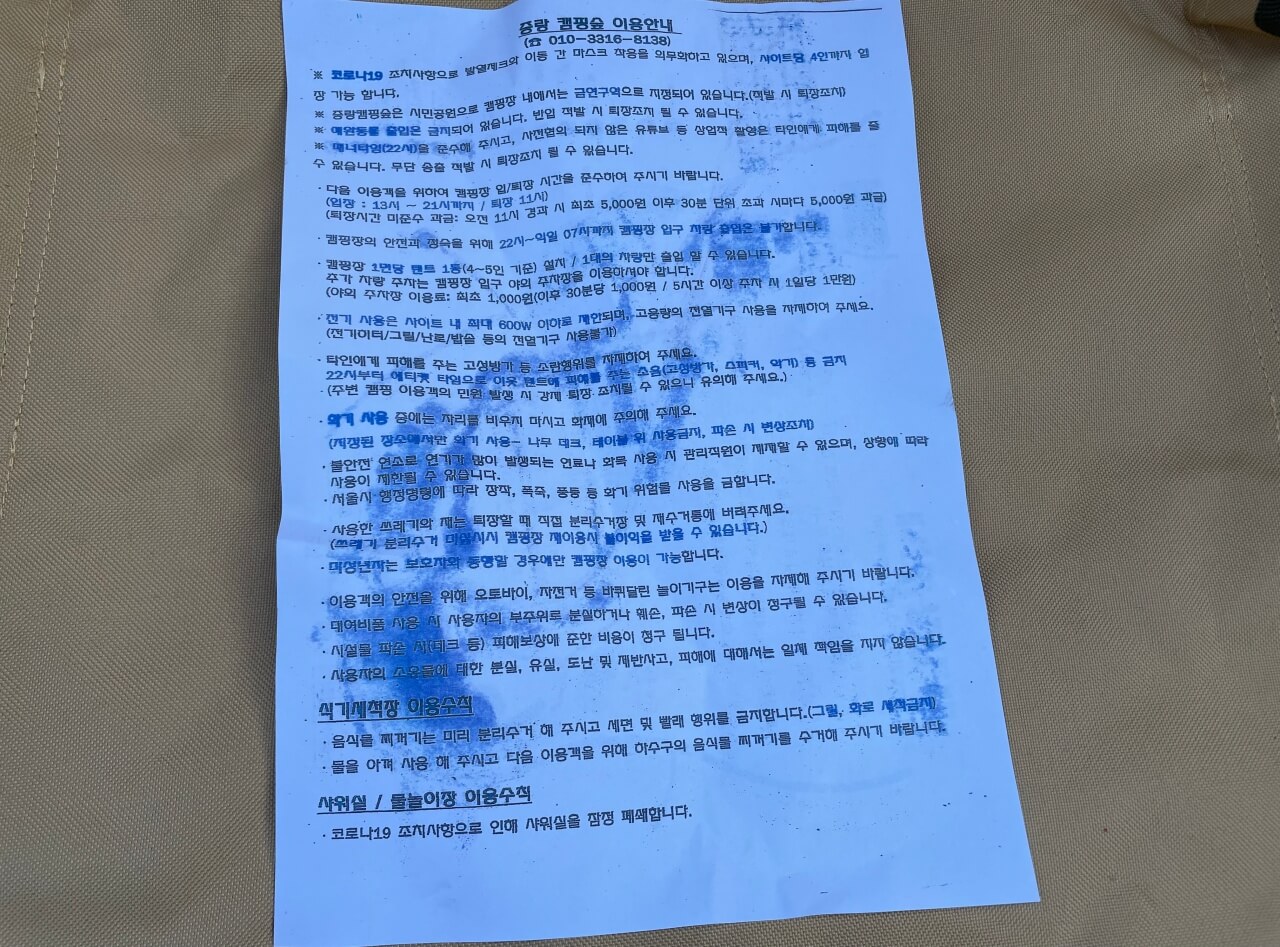 중랑 캠핑숲 이용안내
(☎ 010-3316-8138)
※ 코로나19 조치사항으로 발열체크와 이동 간 마스크 착용을 의무화하고 있으며, 사이트당 4인까지 입
장 가능 합니다.
※ 중랑캠핑숲은 시민공원으로 캠핑장 내에서는 금연구역으로 지정되어 있습니다.(적발 시 퇴장조치)
※ 애완동물 출입은 금지되어 있습니다. 반입 적발 시 퇴장조치 될 수 있습니다.
※ 매너타임(22시)을 준수해 주시고, 사전협의 되지 않은 유튜브 등 상업적 촬영은 타인에게 피해를 줄
수 있습니다. 무단 송출 적발 시 퇴장조치 될 수 있습니다.
· 다음 이용객을 위하여 캠핑장 입/퇴장 시간을 준수하여 주시기 바랍니다.
(입장 : 13시 ~ 21시까지 / 퇴장 11시)
(퇴장시간 미준수 과금: 오전 11시 경과 시 최초 5,000원 이후 30분 단위 초과 시마다 5,000원 과금)
· 캠핑장의 안전과 정숙을 위해 22시~익일 07시까지 캠핑장 입구 차량 출입은 불가합니다.
· 캠핑장 1면당 텐트 1동(4~5인 기준) 설치 / 1대의 차량만 출입 할 수 있습니다.
추가 차량 주차는 캠핑장 입구 야외 주차장을 이용하셔야 합니다.
(야외 주차장 이용료: 최초 1,000원(이후 30분당 1,000원 / 5시간 이상 주차 시 1일당 1만원)
· 전기 사용은 사이트 내 최대 600W 이하로 제한되며, 고용량의 전열기구 사용을 자제하여 주세요.
(전기히터/그릴/난로/밥솥 등의 전열기구 사용불가)
· 타인에게 피해를 주는 고성방가 등 소란행위를 자제하여 주세요.
22시부터 에티켓 타임으로 이웃 텐트에 피해를 주는 소음(고성방가, 스피커, 악기) 등 금지
(주변 캠핑 이용객의 민원 발생 시 강제 퇴장 조치될 수 있으니 유의해 주세요.)
· 화기 사용 중에는 자리를 비우지 마시고 화재에 주의해 주세요.
(지정된 장소에서만 화기 사용- 나무 데크, 테이블 위 사용금지, 파손 시 변상조치)
· 불안전 연소로 연기가 많이 발생되는 연료나 화목 사용 시 관리직원이 제재할 수 있으며, 상황에 따라
사용이 제한될 수 있습니다.
· 서울시 행정명령에 따라 장작, 폭죽, 풍등 등 화기 위험물 사용을 금합니다.
· 사용한 쓰레기와 재는 퇴장할 때 직접 분리수거장 및 재수거통에 버려주세요.
(쓰레기 분리수거 미실시시 캠핑장 재이용시 불이익을 받을 수 있습니다.)
· 미성년자는 보호자와 동행할 경우에만 캠핑장 이용이 가능합니다.
· 이용객의 안전을 위해 오토바이, 자전거 등 바퀴달린 놀이기구는 이용을 자제해 주시기 바랍니다.
· 대여비품 사용 시 사용자의 부주위로 분실하거나 훼손, 파손 시 변상이 청구될 수 있습니다.
· 시설물 파손 시(데크 등) 피해보상에 준한 비용이 청구 됩니다.
· 사용자의 소유물에 대한 분실, 유실, 도난 및 제반사고, 피해에 대해서는 일체 책임을 지지 않습니다.
식기세척장 이용수칙
· 음식물 찌꺼기는 미리 분리수거 해 주시고 세면 및 빨래 행위를 금지합니다.(그릴, 화로 세척금지)
· 물을 아껴 사용 해 주시고 다음 이용객을 위해 하수구의 음식물 찌꺼기를 수거해 주시기 바랍니다.
샤워실 / 물놀이장 이용수칙
· 코로나19 조치사항으로 인해 샤워실을 잠정 폐쇄합니다.